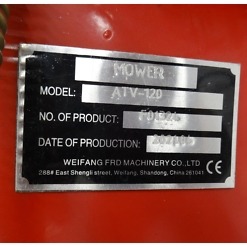 MOWER
MODEL: ATV-120
NO. OF PRODUCT:
DATE OF PRODUCTION:
WEIFANG FRD MACHINERY CO.,LTD
288# East Shengli street, Weifang, Shandong, China 261041
CE